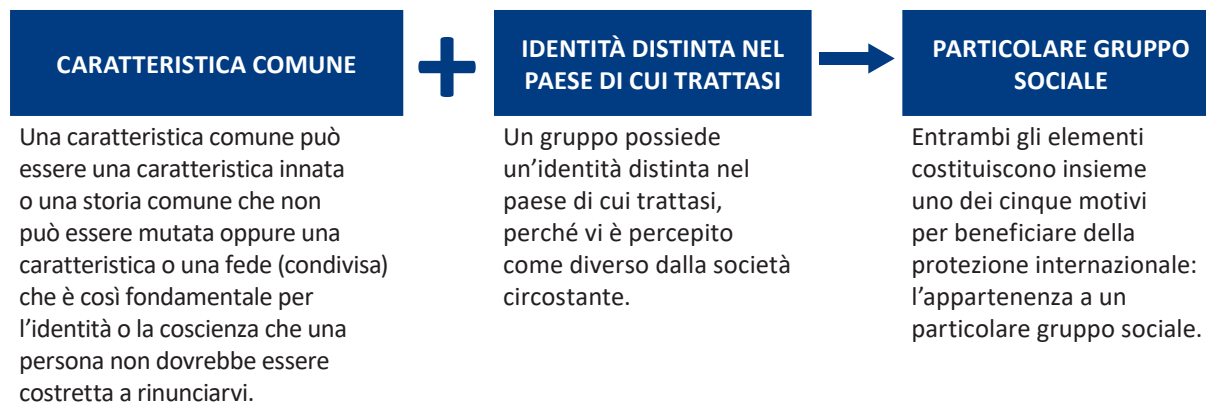 CARATTERISTICA COMUNE
Una caratteristica comune può
essere una caratteristica innata
o una storia comune che non
può essere mutata oppure una
caratteristica o una fede (condivisa)
che è così fondamentale per
l'identità o la coscienza che una
persona non dovrebbe essere
costretta a rinunciarvi.
+
IDENTITÀ DISTINTA NEL
PAESE DI CUI TRATTASI
Un gruppo possiede
un'identità distinta nel
paese di cui trattasi,
perché vi è percepito
come diverso dalla società
circostante.
PARTICOLARE GRUPPO
SOCIALE
Entrambi gli elementi
costituiscono insieme
uno dei cinque motivi
per beneficiare della
protezione internazionale:
l'appartenenza a un
particolare gruppo sociale.